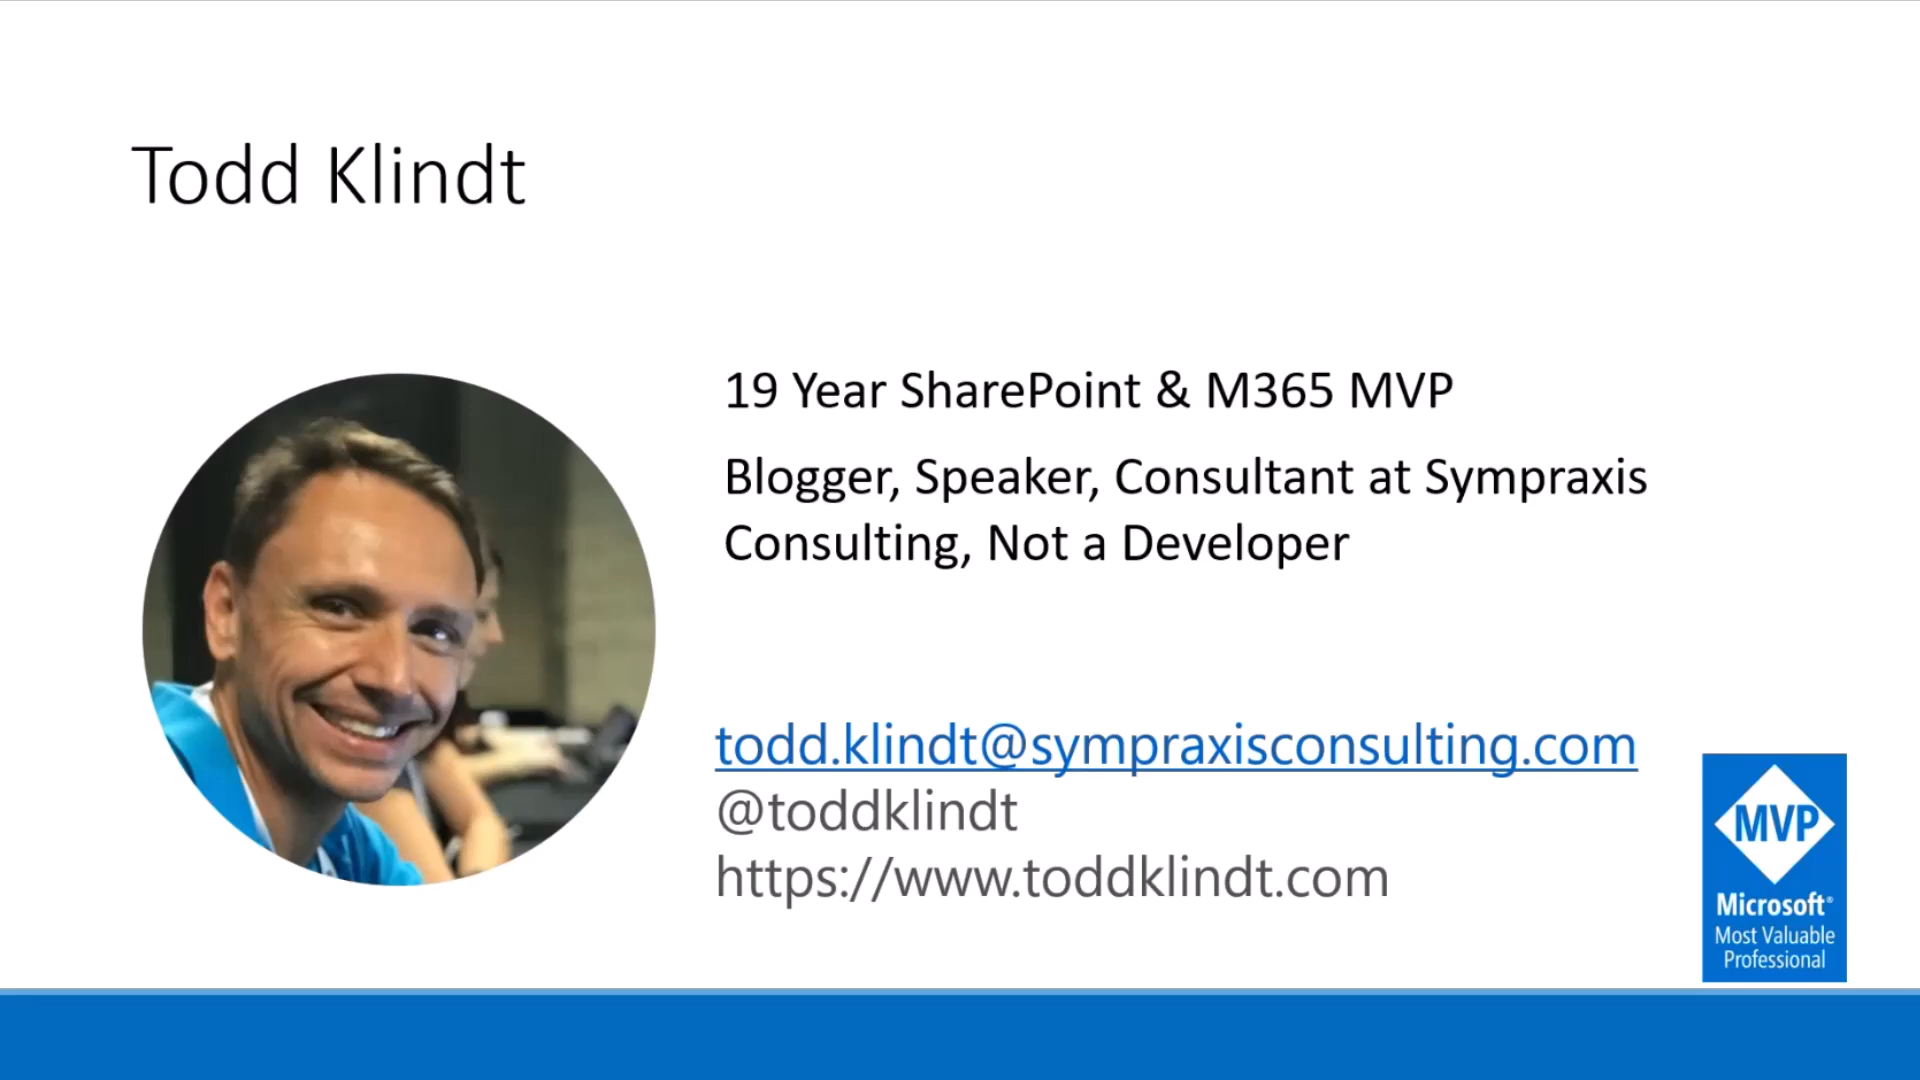 Todd Klindt
19 Year SharePoint & M365 MVP
Blogger, Speaker, Consultant at Sympraxis
Consulting, Not a Developer
todd.klindt@sympraxisconsulting.com
@toddklindt
https://www.toddklindt.com
MVP
Microsoft®
Most Valuable
Professional